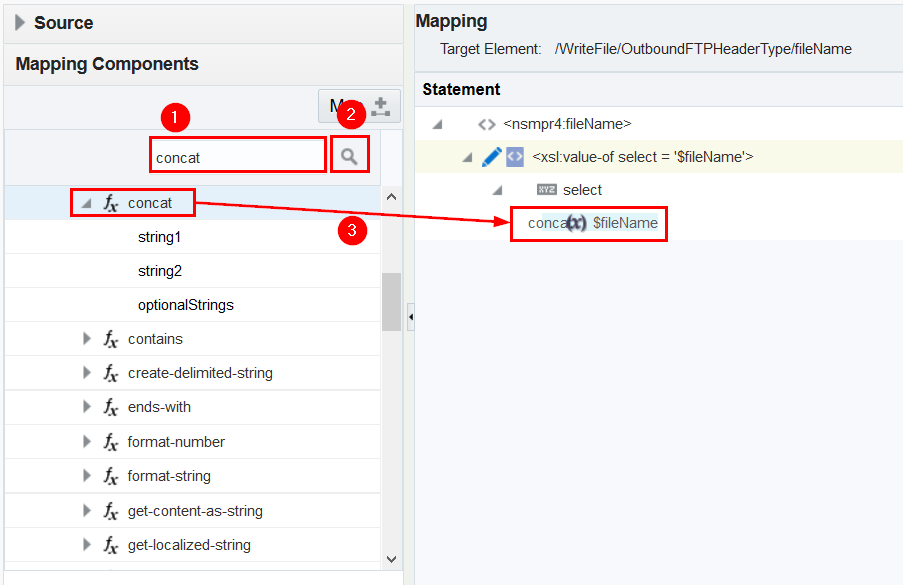 Source
Mapping Components
1
2
concat
concat
3
string1
string2
optionalStrings
contains
create-delimited-string
ends-with
format-number
format-string
get-content-as-string
get-localized-string
Mapping
Target Element: /WriteFile/OutboundFTPHeaderType/fileName
Statement
<> <nsmpr4:fileName>
<> <xsl:value-of select = '$fileName'>
XYZ select
(x) $fileName